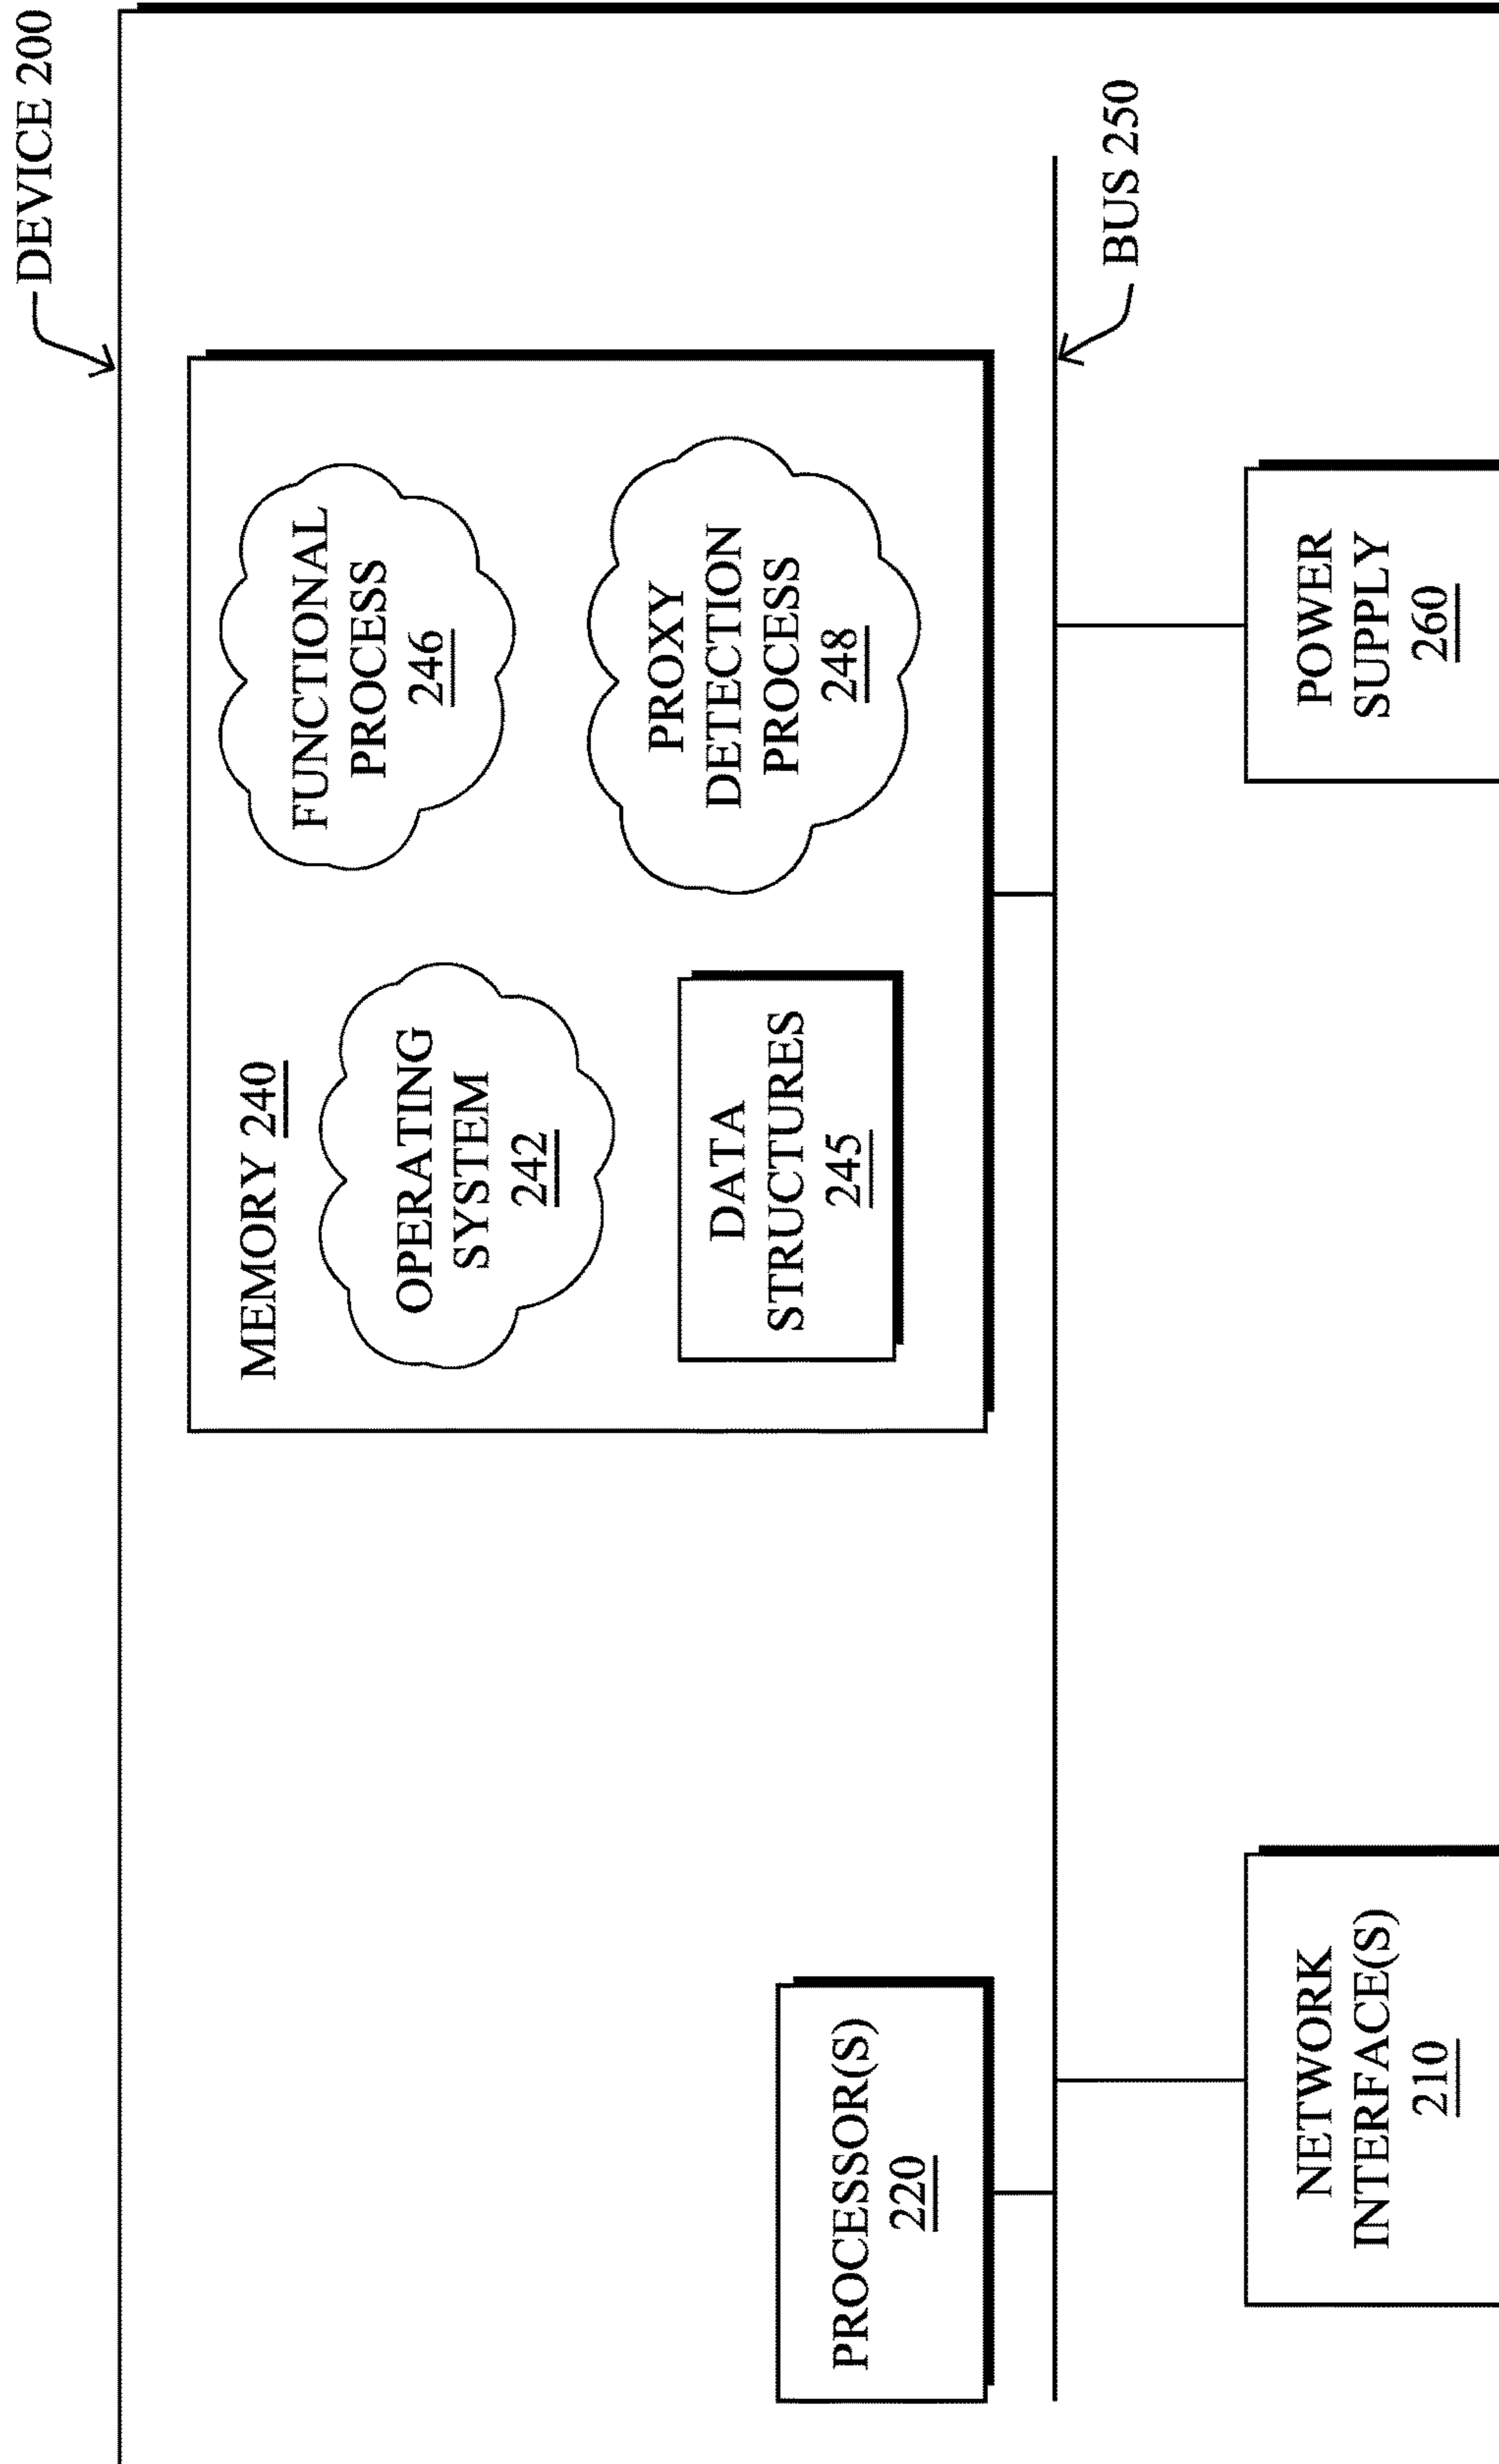 DEVICE 200
MEMORY 240
OPERATING
SYSTEM
242
FUNCTIONAL
PROCESS
246
DATA
STRUCTURES
245
PROXY
DETECTION
PROCESS
248
PROCESSOR(S)
220
BUS 250
NETWORK
INTERFACE(S)
210
POWER
SUPPLY
260